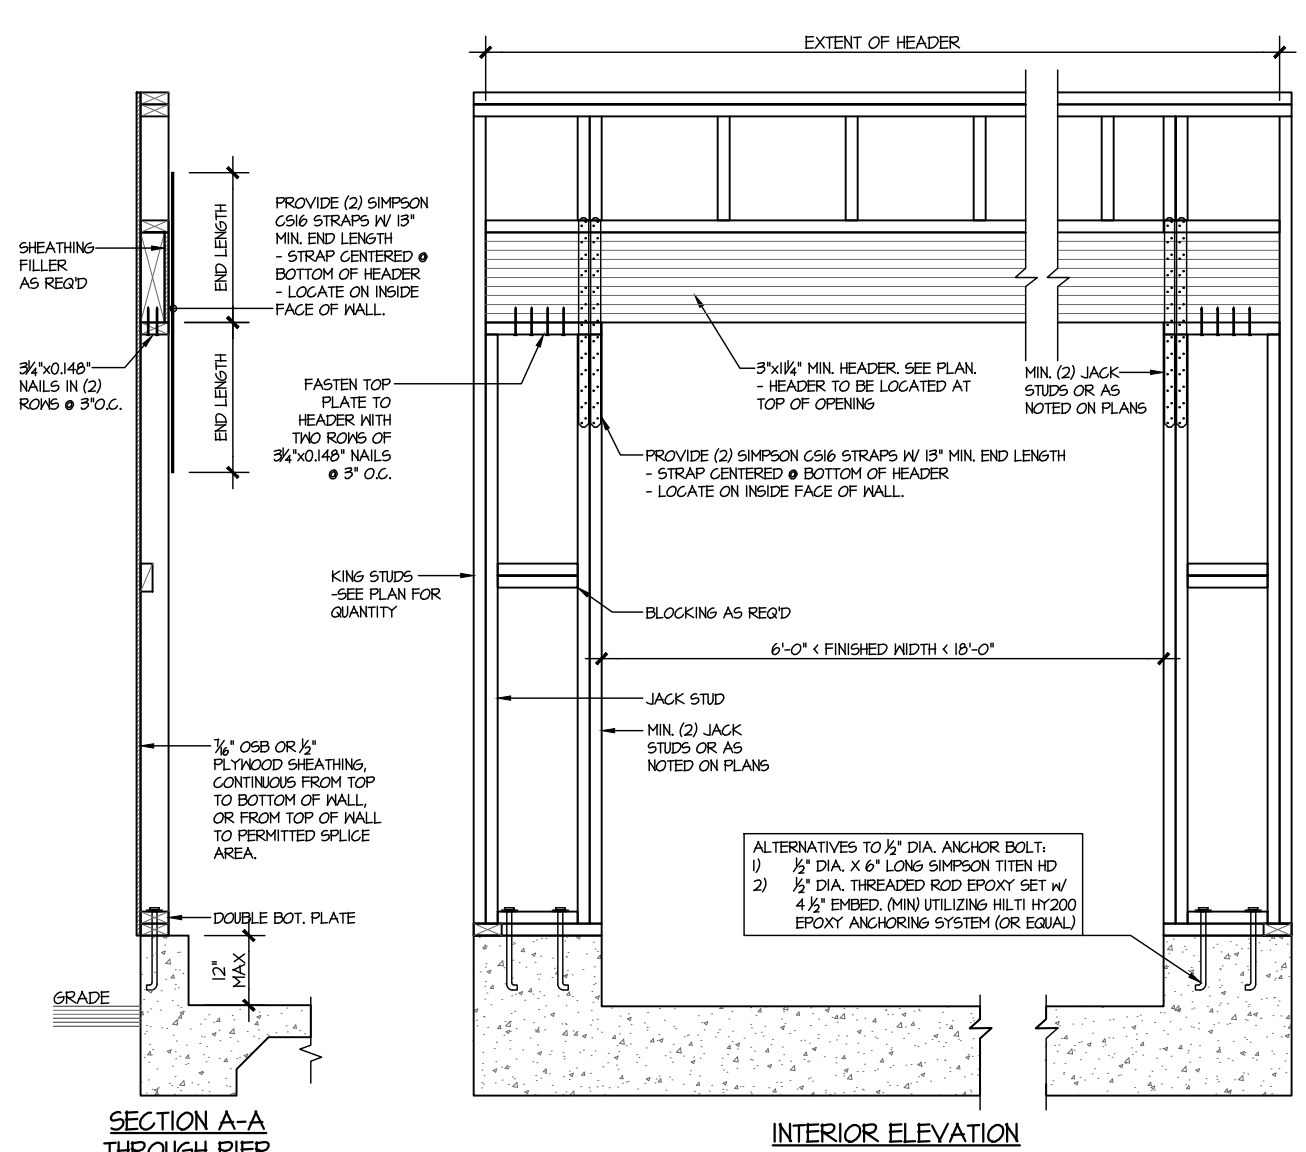 EXTENT OF HEADER
PROVIDE (2) SIMPSON
CS16 STRAPS W/ 13"
MIN. END LENGTH
- STRAP CENTERED @
BOTTOM OF HEADER
- LOCATE ON INSIDE
FACE OF WALL.
END LENGTH
END LENGTH
SHEATHING
FILLER
AS REQ'D
3¼"x0.148"
NAILS IN (2)
ROWS @ 3"O.C.
FASTEN TOP
PLATE TO
HEADER WITH
TWO ROWS OF
3¼"x0.148" NAILS
@ 3" O.C.
3"x11¼" MIN. HEADER. SEE PLAN.
- HEADER TO BE LOCATED AT
TOP OF OPENING
MIN. (2) JACK
STUDS OR AS
NOTED ON PLANS
PROVIDE (2) SIMPSON CS16 STRAPS W/ 13" MIN. END LENGTH
- STRAP CENTERED @ BOTTOM OF HEADER
- LOCATE ON INSIDE FACE OF WALL.
KING STUDS
-SEE PLAN FOR
QUANTITY
BLOCKING AS REQ'D
6'-0" < FINISHED WIDTH < 18'-0"
JACK STUD
MIN. (2) JACK
STUDS OR AS
NOTED ON PLANS
7/16" OSB OR ½"
PLYWOOD SHEATHING,
CONTINUOUS FROM TOP
TO BOTTOM OF WALL,
OR FROM TOP OF WALL
TO PERMITTED SPLICE
AREA.
ALTERNATIVES TO ½" DIA. ANCHOR BOLT:
1) ½" DIA. X 6" LONG SIMPSON TITEN HD
2) ½" DIA. THREADED ROD EPOXY SET W/
4 ½" EMBED. (MIN) UTILIZING HILTI HY200
EPOXY ANCHORING SYSTEM (OR EQUAL)
DOUBLE BOT. PLATE
12"
MAX
GRADE
SECTION A-A
THROUGH PIER
INTERIOR ELEVATION